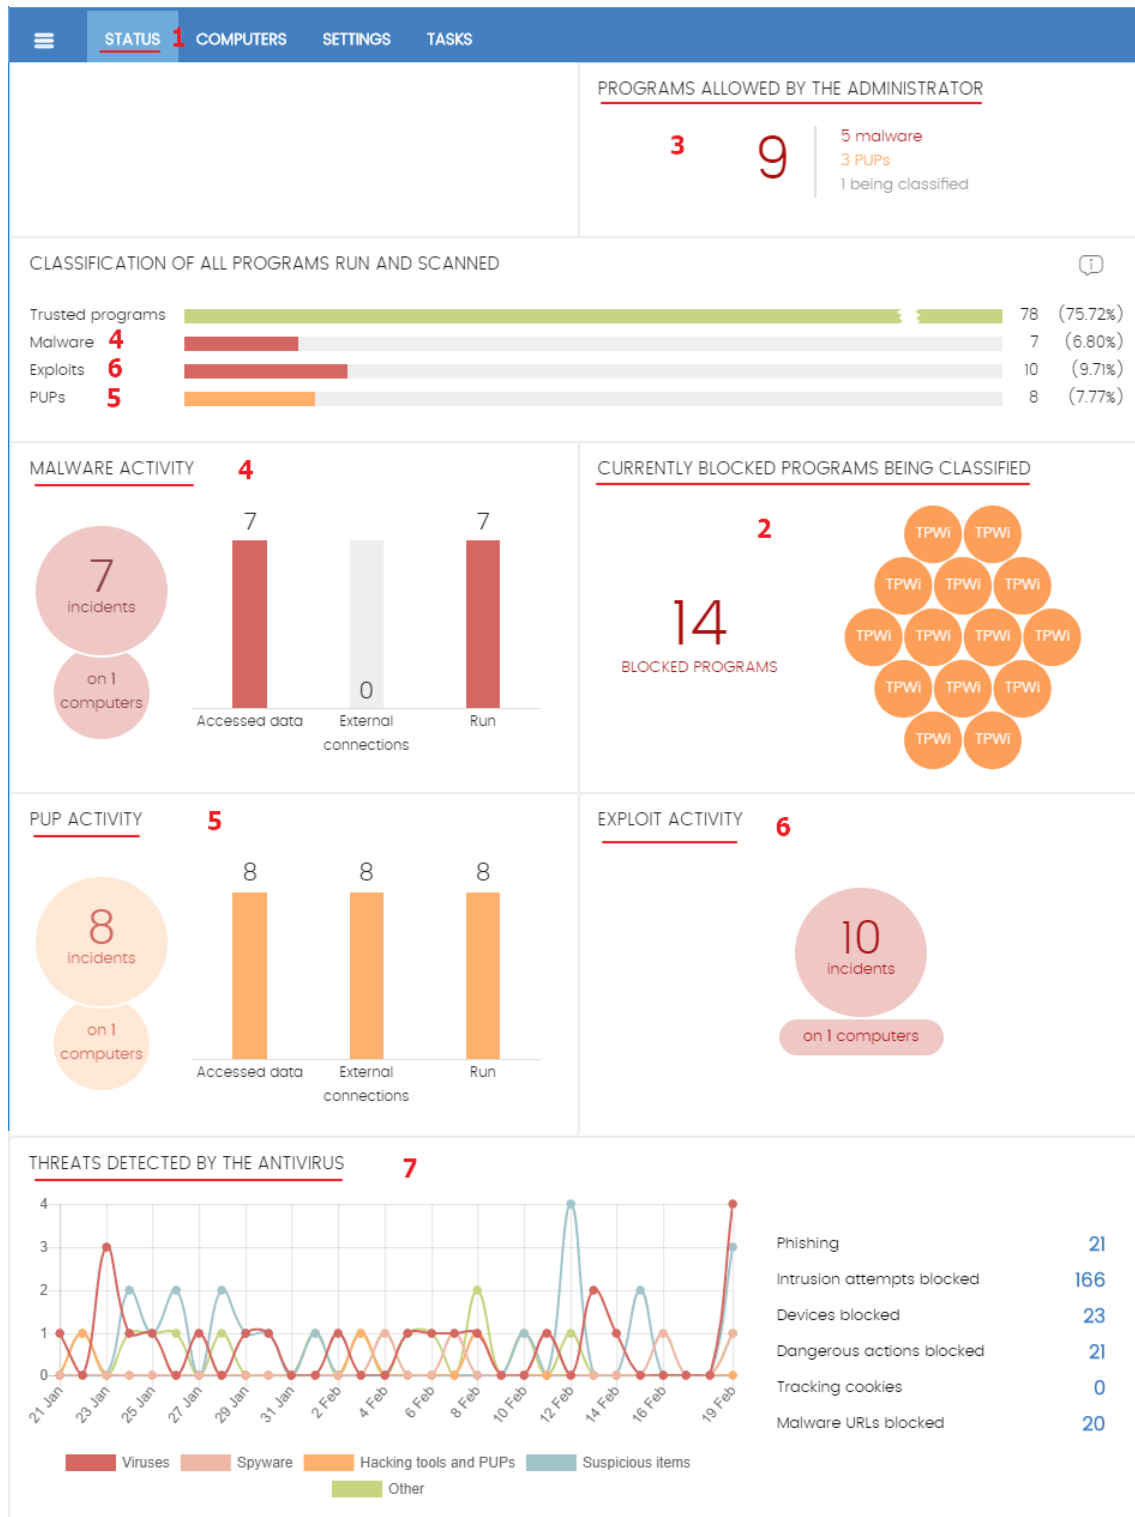 STATUS 1 COMPUTERS SETTINGS TASKS
PROGRAMS ALLOWED BY THE ADMINISTRATOR
3
9
5 malware
3 PUPs
1 being classified
CLASSIFICATION OF ALL PROGRAMS RUN AND SCANNED
Trusted programs 78 (75.72%)
Malware 4 7 (6.80%)
Exploits 6 10 (9.71%)
PUPs 5 8 (7.77%)
MALWARE ACTIVITY 4
7
incidents
on 1
computers
7 0 7
Accessed data External connections Run
CURRENTLY BLOCKED PROGRAMS BEING CLASSIFIED
2
14
BLOCKED PROGRAMS
TPWi TPWi
TPWi TPWi TPWi
TPWi TPWi TPWi TPWi
TPWi TPWi TPWi
TPWi TPWi
PUP ACTIVITY 5
8
incidents
on 1
computers
8 8 8
Accessed data External connections Run
EXPLOIT ACTIVITY 6
10
incidents
on 1 computers
THREATS DETECTED BY THE ANTIVIRUS 7
4
3
2
1
0
21 Jan 23 Jan 25 Jan 27 Jan 29 Jan 31 Jan 2 Feb 4 Feb 6 Feb 8 Feb 10 Feb 12 Feb 14 Feb 16 Feb 19 Feb
Viruses Spyware Hacking tools and PUPs Suspicious items
Other
Phishing 21
Intrusion attempts blocked 166
Devices blocked 23
Dangerous actions blocked 21
Tracking cookies 0
Malware URLs blocked 20